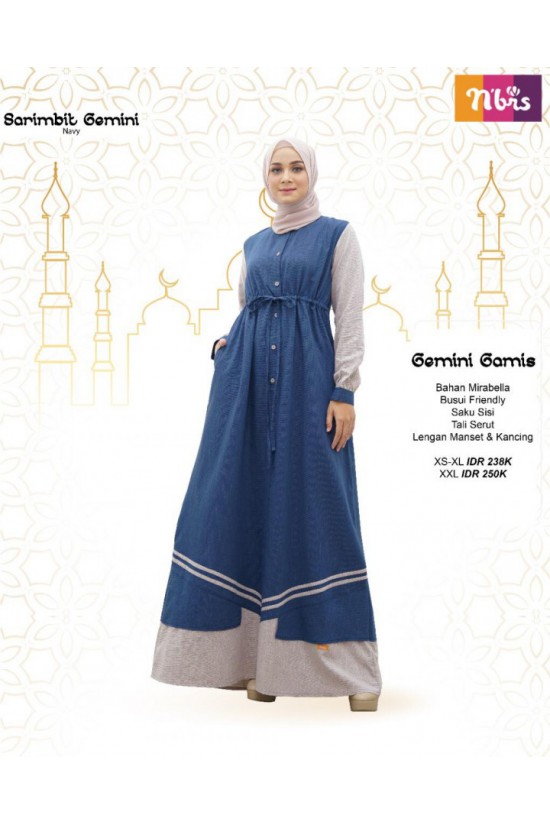 Sarimbit Gemini
Navy
N'bis
Gemini Gamis
Bahan Mirabella
Busui Friendly
Saku Sisi
Tali Serut
Lengan Manset & Kancing
XS-XL IDR 238K
XXL IDR 250K